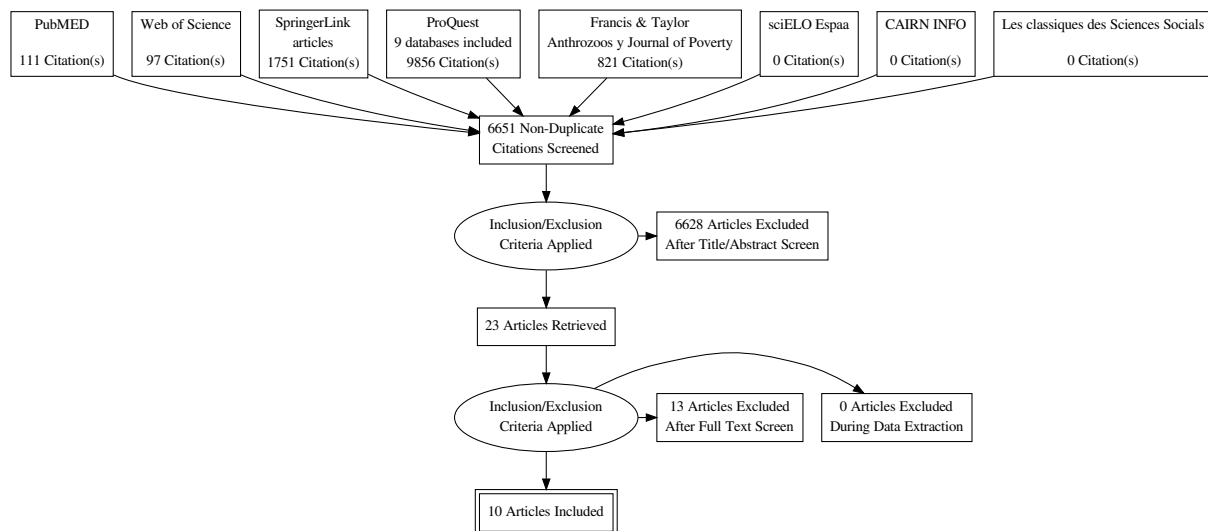 PubMED
111 Citation(s)
Web of Science
97 Citation(s)
SpringerLink
articles
1751 Citation(s)
ProQuest
9 databases included
9856 Citation(s)
Francis & Taylor
Anthrozoos y Journal of Poverty
821 Citation(s)
sciELO Espaa
0 Citation(s)
CAIRN INFO
0 Citation(s)
Les classiques des Sciences Socials
0 Citation(s)
6651 Non-Duplicate
Citations Screened
Inclusion/Exclusion
Criteria Applied
6628 Articles Excluded
After Title/Abstract Screen
23 Articles Retrieved
Inclusion/Exclusion
Criteria Applied
13 Articles Excluded
After Full Text Screen
0 Articles Excluded
During Data Extraction
10 Articles Included